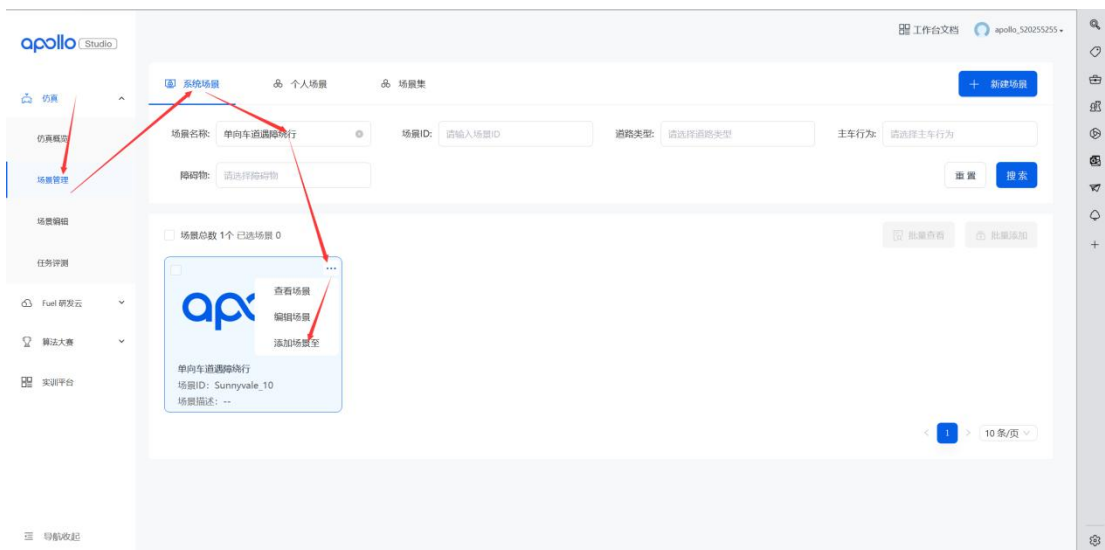 apollo Studio
工作台文档 apollo_520255255
仿真
仿真概览
场景管理
场景编辑
任务评测
Fuel 研发云
算法大赛
实训平台
导航收起
系统场景 个人场景 场景集
+ 新建场景
场景名称: 单向车道遇障绕行 场景ID: 请输入场景ID 道路类型: 请选择道路类型 主车行为: 请选择主车行为
障碍物: 请选择障碍物 重置 搜索
场景总数 1个 已选场景 0 批量查看 批量添加
查看场景
编辑场景
添加场景至
单向车道遇障绕行
场景ID: Sunnyvale_10
场景描述: --
< 1 > 10 条/页